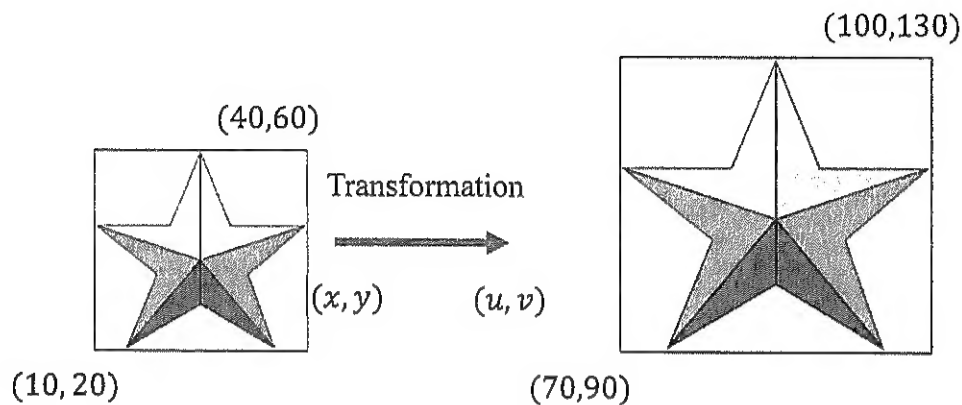 (100,130)
(40,60)
Transformation
(x, y)
(u, v)
(10, 20)
(70,90)